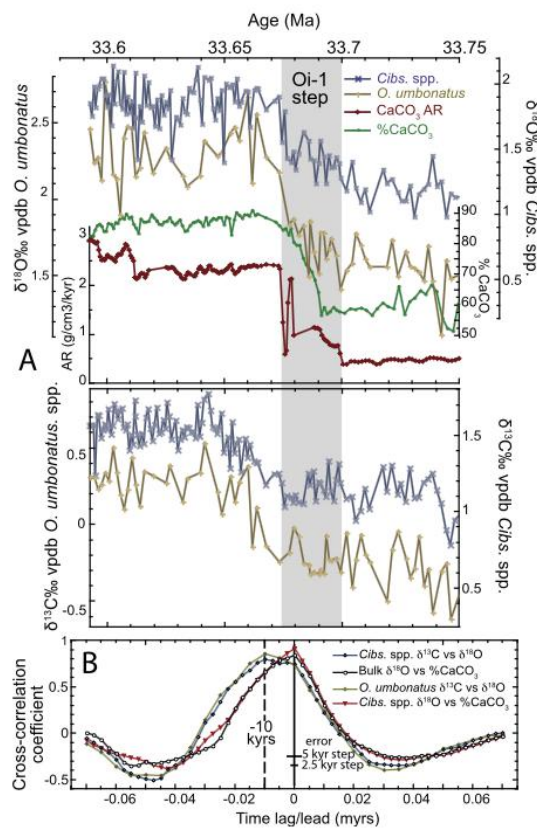 Age (Ma)
33.6 33.65 33.7 33.75
Oi-1 step
Cibs. spp.
O. umbonatus
CaCO3 AR
%CaCO3
δ18O‰ vpdb O. umbonatus
2.5
2
1.5
AR (g/cm3/kyr)
3
2
1
0
2
1.5
1
0.5
δ18O‰ vpdb Cibs. spp.
90
80
70
60
50
% CaCO3
A
δ13C‰ vpdb O. umbonatus. spp.
0.5
0
-0.5
1.5
1
0.6
δ13C‰ vpdb Cibs. spp.
B
Cross-correlation coefficient
1
0.5
0
-0.5
Cibs. spp. δ13C vs δ18O
Bulk δ18O vs %CaCO3
O. umbonatus δ13C vs δ18O
Cibs. spp. δ18O vs %CaCO3
-10 kyrs
error
5 kyr step
2.5 kyr step
-0.06 -0.04 -0.02 0 0.02 0.04 0.06
Time lag/lead (myrs)